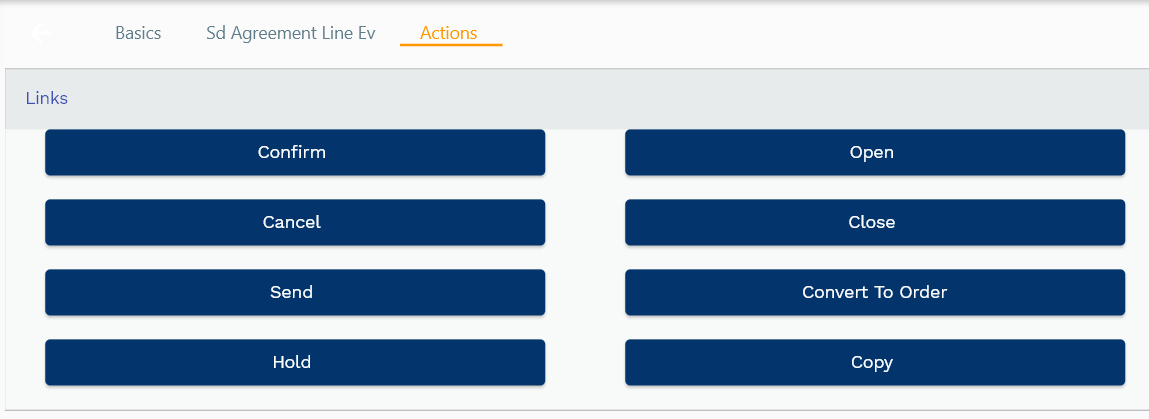 Basics Sd Agreement Line Ev Actions
Links
Confirm Open
Cancel Close
Send Convert To Order
Hold Copy